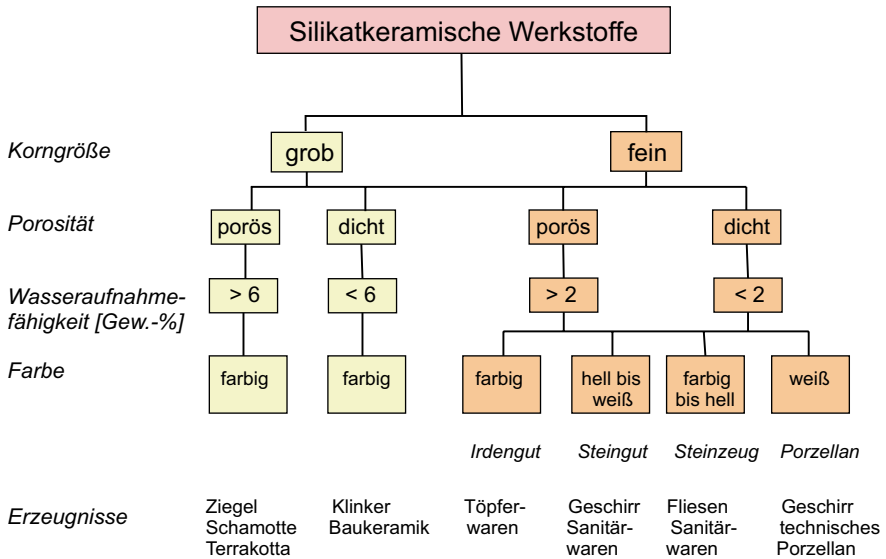 Silikatkeramische Werkstoffe
Korngröße
grob
fein
Porosität
porös
dicht
porös
dicht
Wasseraufnahme-
fähigkeit [Gew.-%]
> 6
< 6
> 2
< 2
Farbe
farbig
farbig
farbig
hell bis
weiß
farbig
bis hell
weiß
Irdengut
Steingut
Steinzeug
Porzellan
Erzeugnisse
Ziegel
Schamotte
Terrakotta
Klinker
Baukeramik
Töpfer-
waren
Geschirr
Sanitär-
waren
Fliesen
Sanitär-
waren
Geschirr
technisches
Porzellan